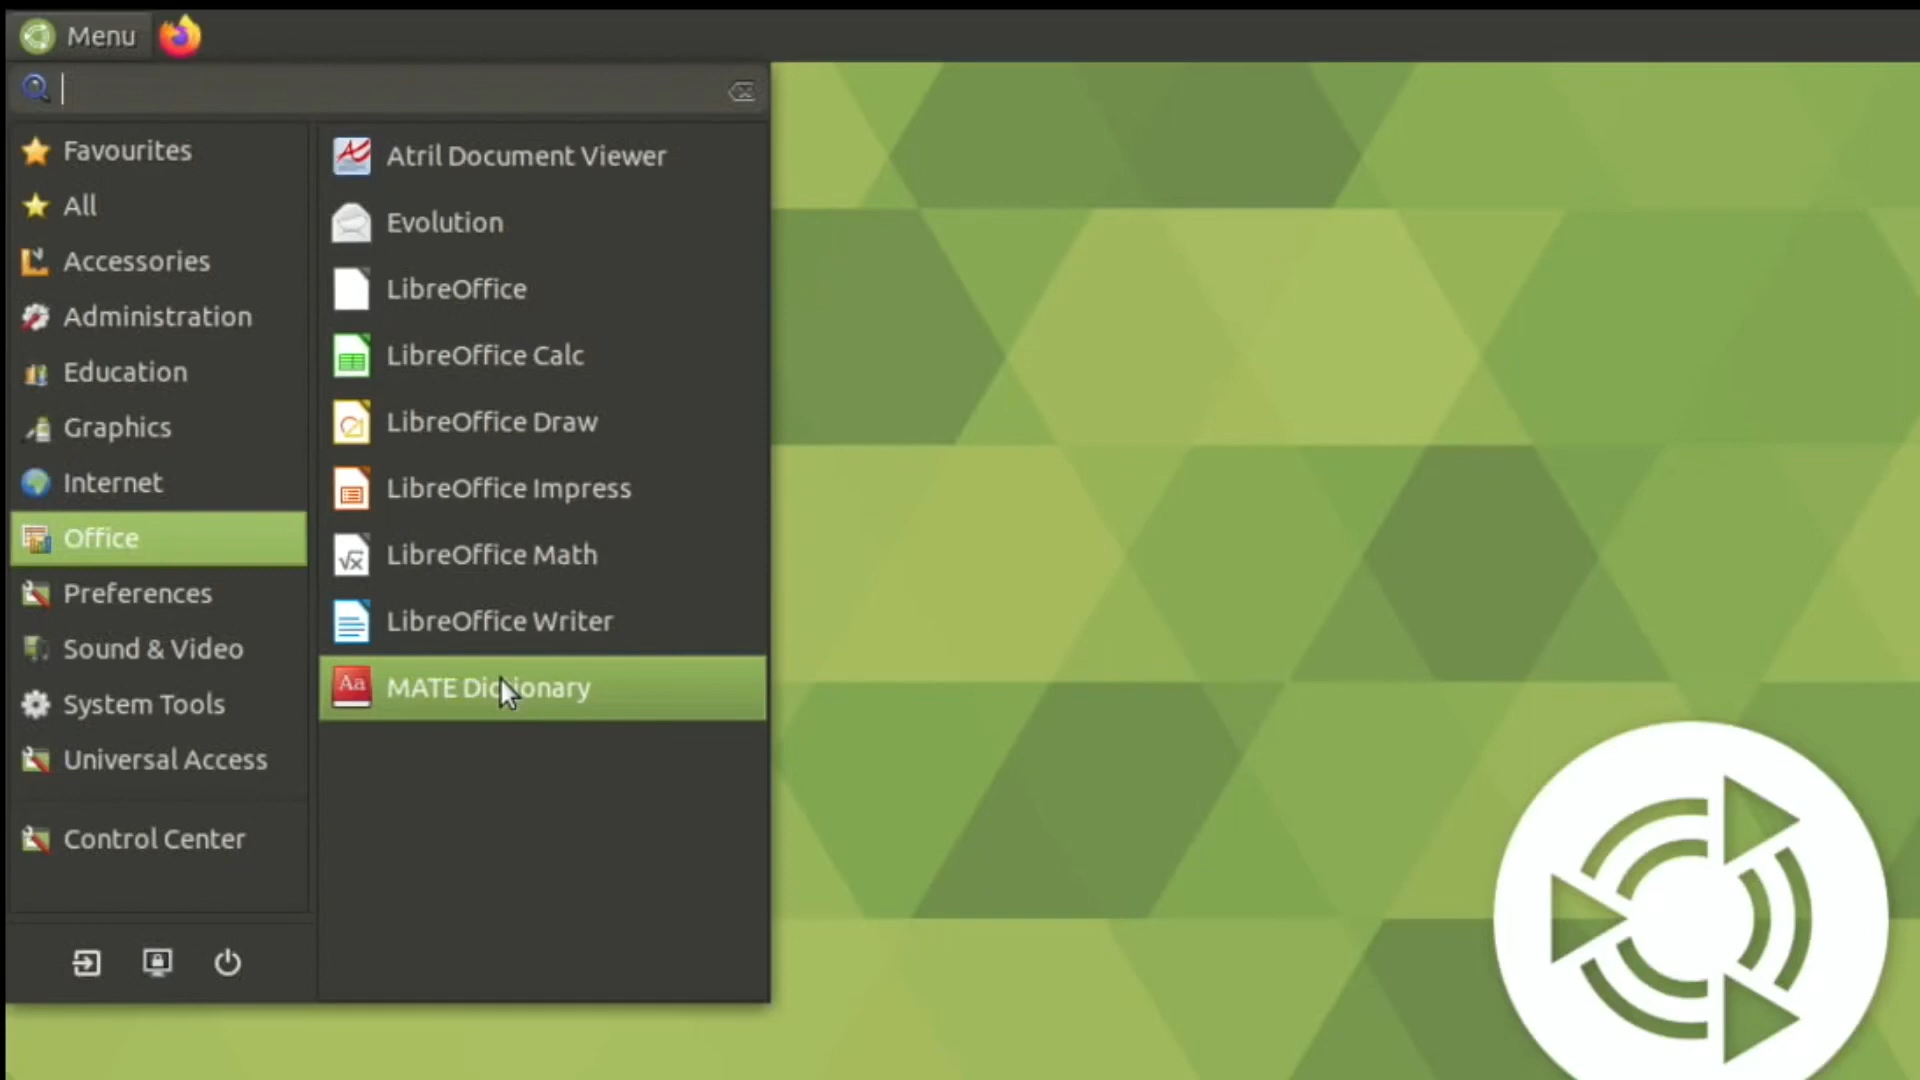 Menu
Favourites
All
Accessories
Administration
Education
Graphics
Internet
Office
Preferences
Sound & Video
System Tools
Universal Access
Control Center
Atril Document Viewer
Evolution
LibreOffice
LibreOffice Calc
LibreOffice Draw
LibreOffice Impress
LibreOffice Math
LibreOffice Writer
Aa
MATE Dictionary